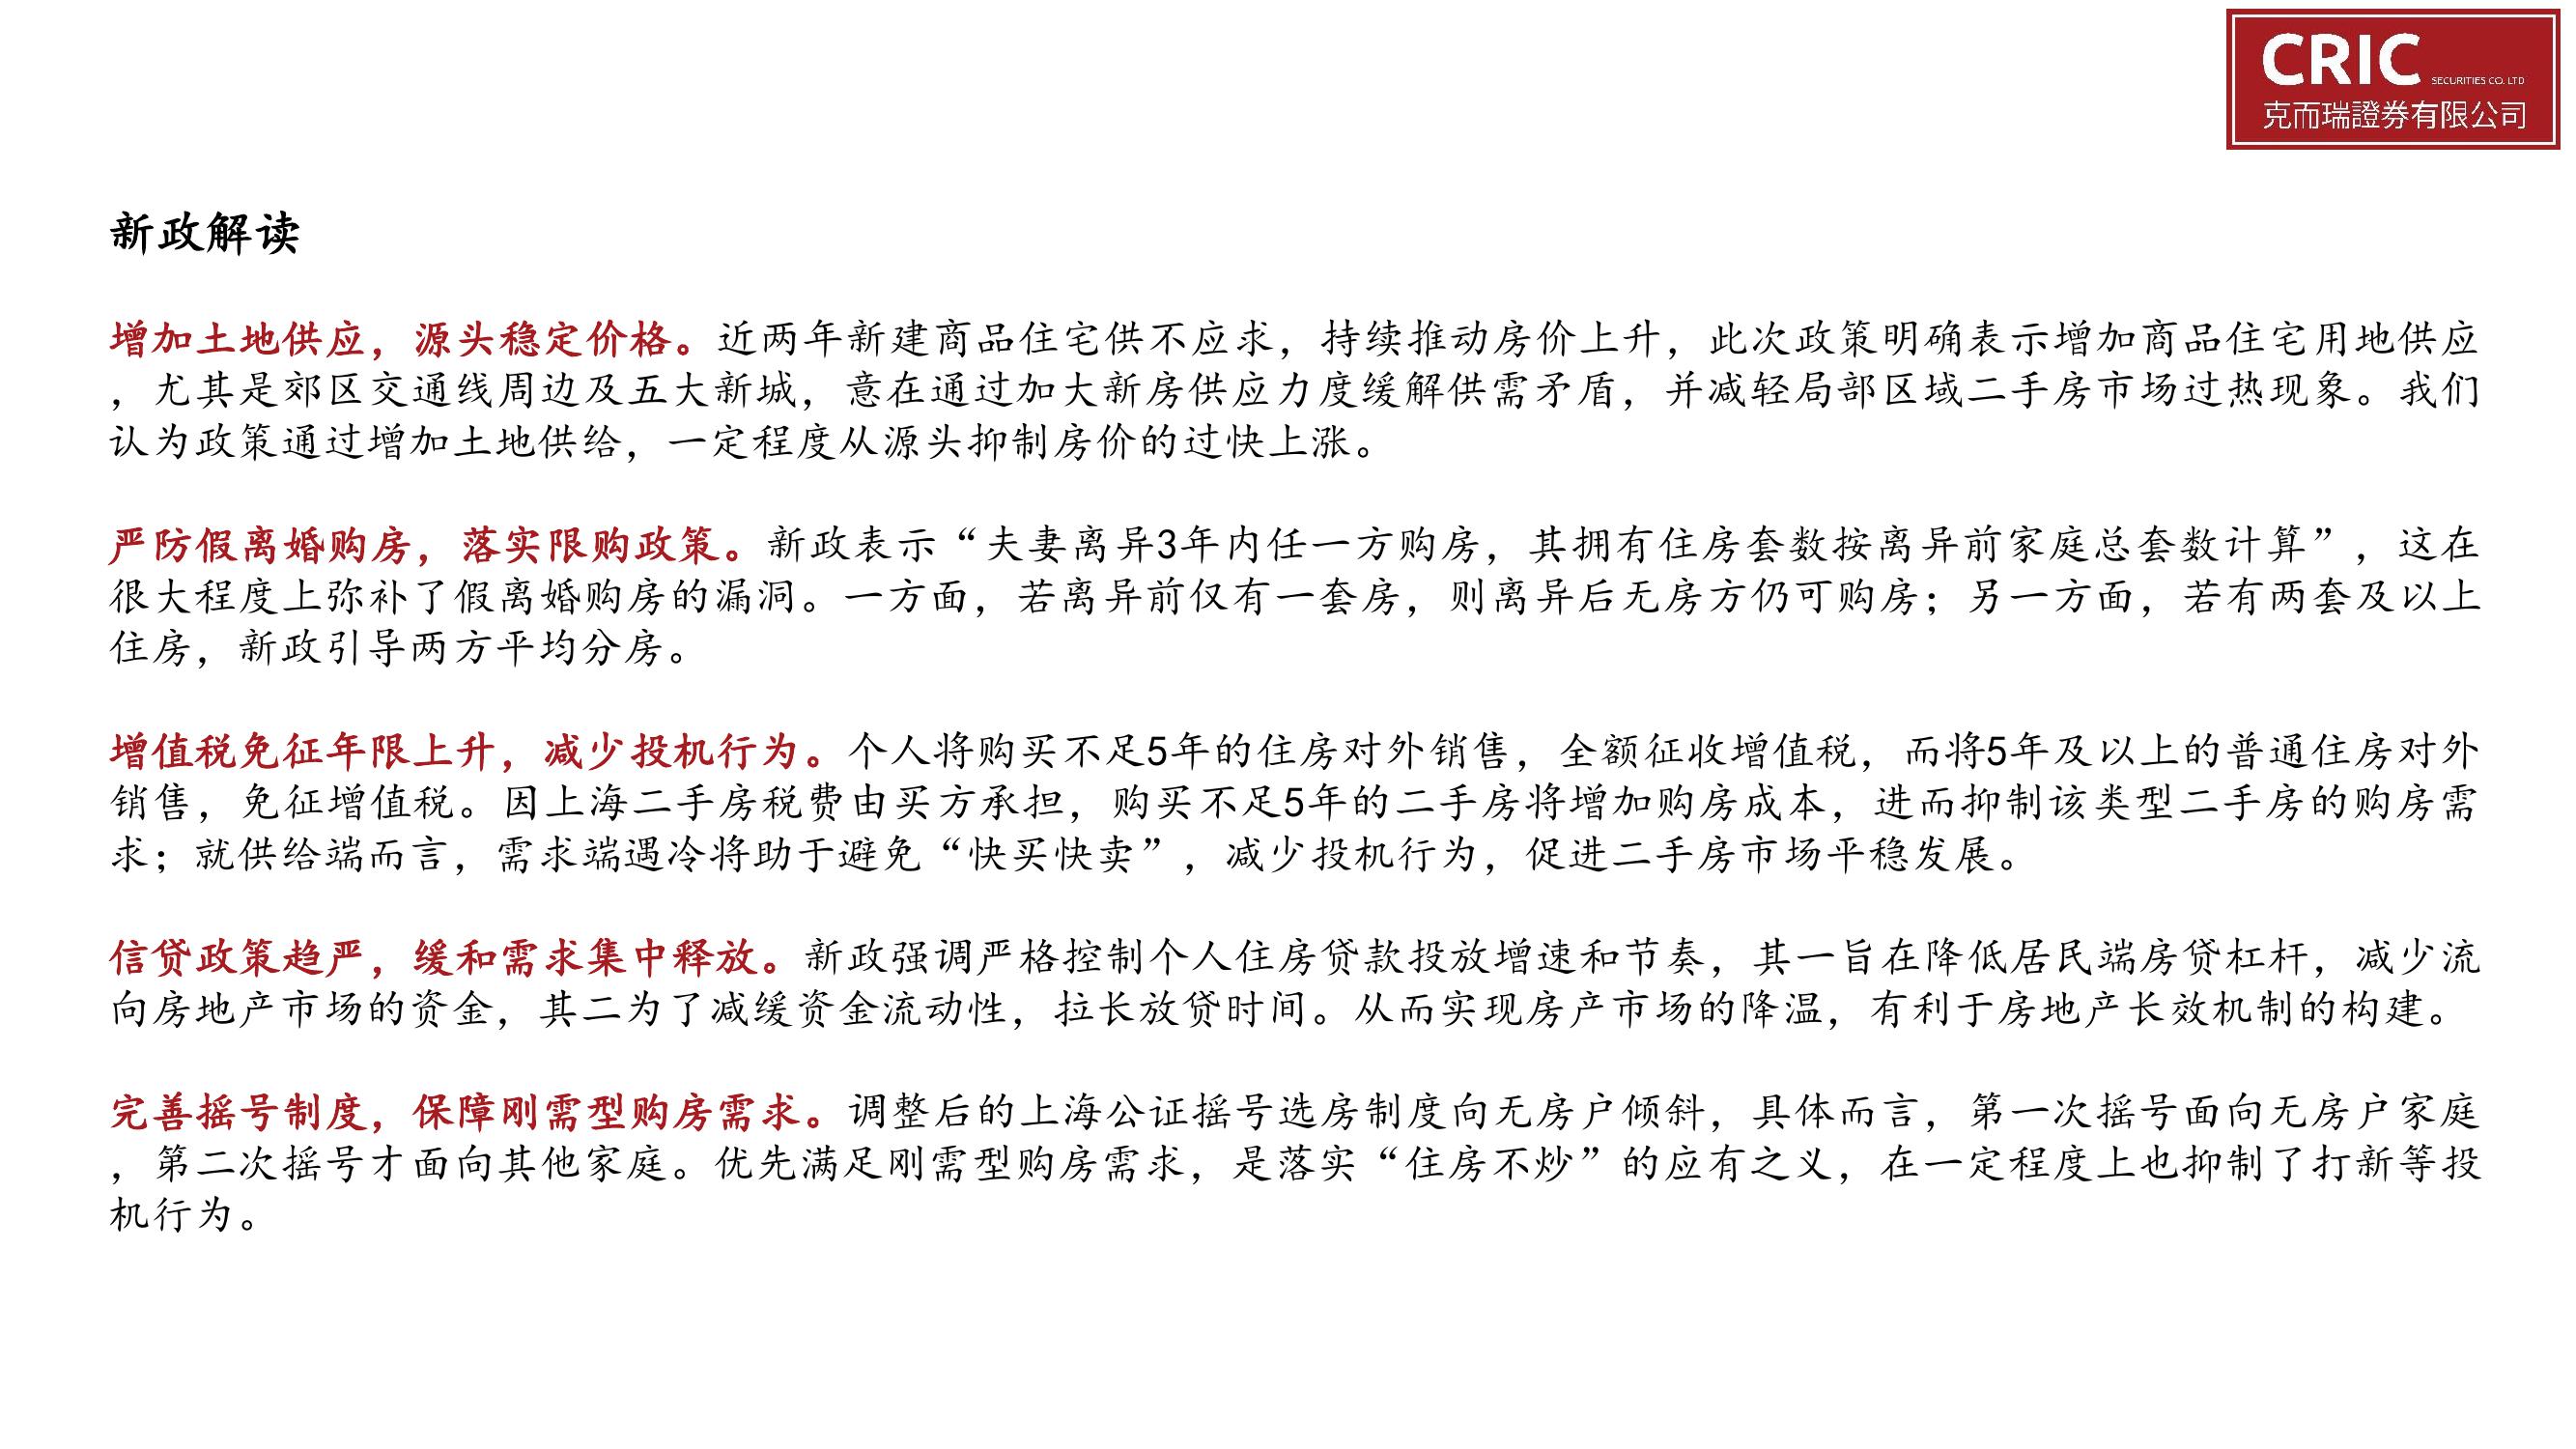 CRIC SECURITIES CO. LTD
克而瑞證券有限公司
新政解读
增加土地供应，源头稳定价格。近两年新建商品住宅供不应求，持续推动房价上升，此次政策明确表示增加商品住宅用地供应
，尤其是郊区交通线周边及五大新城，意在通过加大新房供应力度缓解供需矛盾，并减轻局部区域二手房市场过热现象。我们
认为政策通过增加土地供给，一定程度从源头抑制房价的过快上涨。
严防假离婚购房，落实限购政策。新政表示“夫妻离异3年内任一方购房，其拥有住房套数按离异前家庭总套数计算”，这在
很大程度上弥补了假离婚购房的漏洞。一方面，若离异前仅有一套房，则离异后无房方仍可购房；另一方面，若有两套及以上
住房，新政引导两方平均分房。
增值税免征年限上升，减少投机行为。个人将购买不足5年的住房对外销售，全额征收增值税，而将5年及以上的普通住房对外
销售，免征增值税。因上海二手房税费由买方承担，购买不足5年的二手房将增加购房成本，进而抑制该类型二手房的购房需
求；就供给端而言，需求端遇冷将助于避免“快买快卖”，减少投机行为，促进二手房市场平稳发展。
信贷政策趋严，缓和需求集中释放。新政强调严格控制个人住房贷款投放增速和节奏，其一旨在降低居民端房贷杠杆，减少流
向房地产市场的资金，其二为了减缓资金流动性，拉长放贷时间。从而实现房产市场的降温，有利于房地产长效机制的构建。
完善摇号制度，保障刚需型购房需求。调整后的上海公证摇号选房制度向无房户倾斜，具体而言，第一次摇号面向无房户家庭
，第二次摇号才面向其他家庭。优先满足刚需型购房需求，是落实“住房不炒”的应有之义，在一定程度上也抑制了打新等投
机行为。